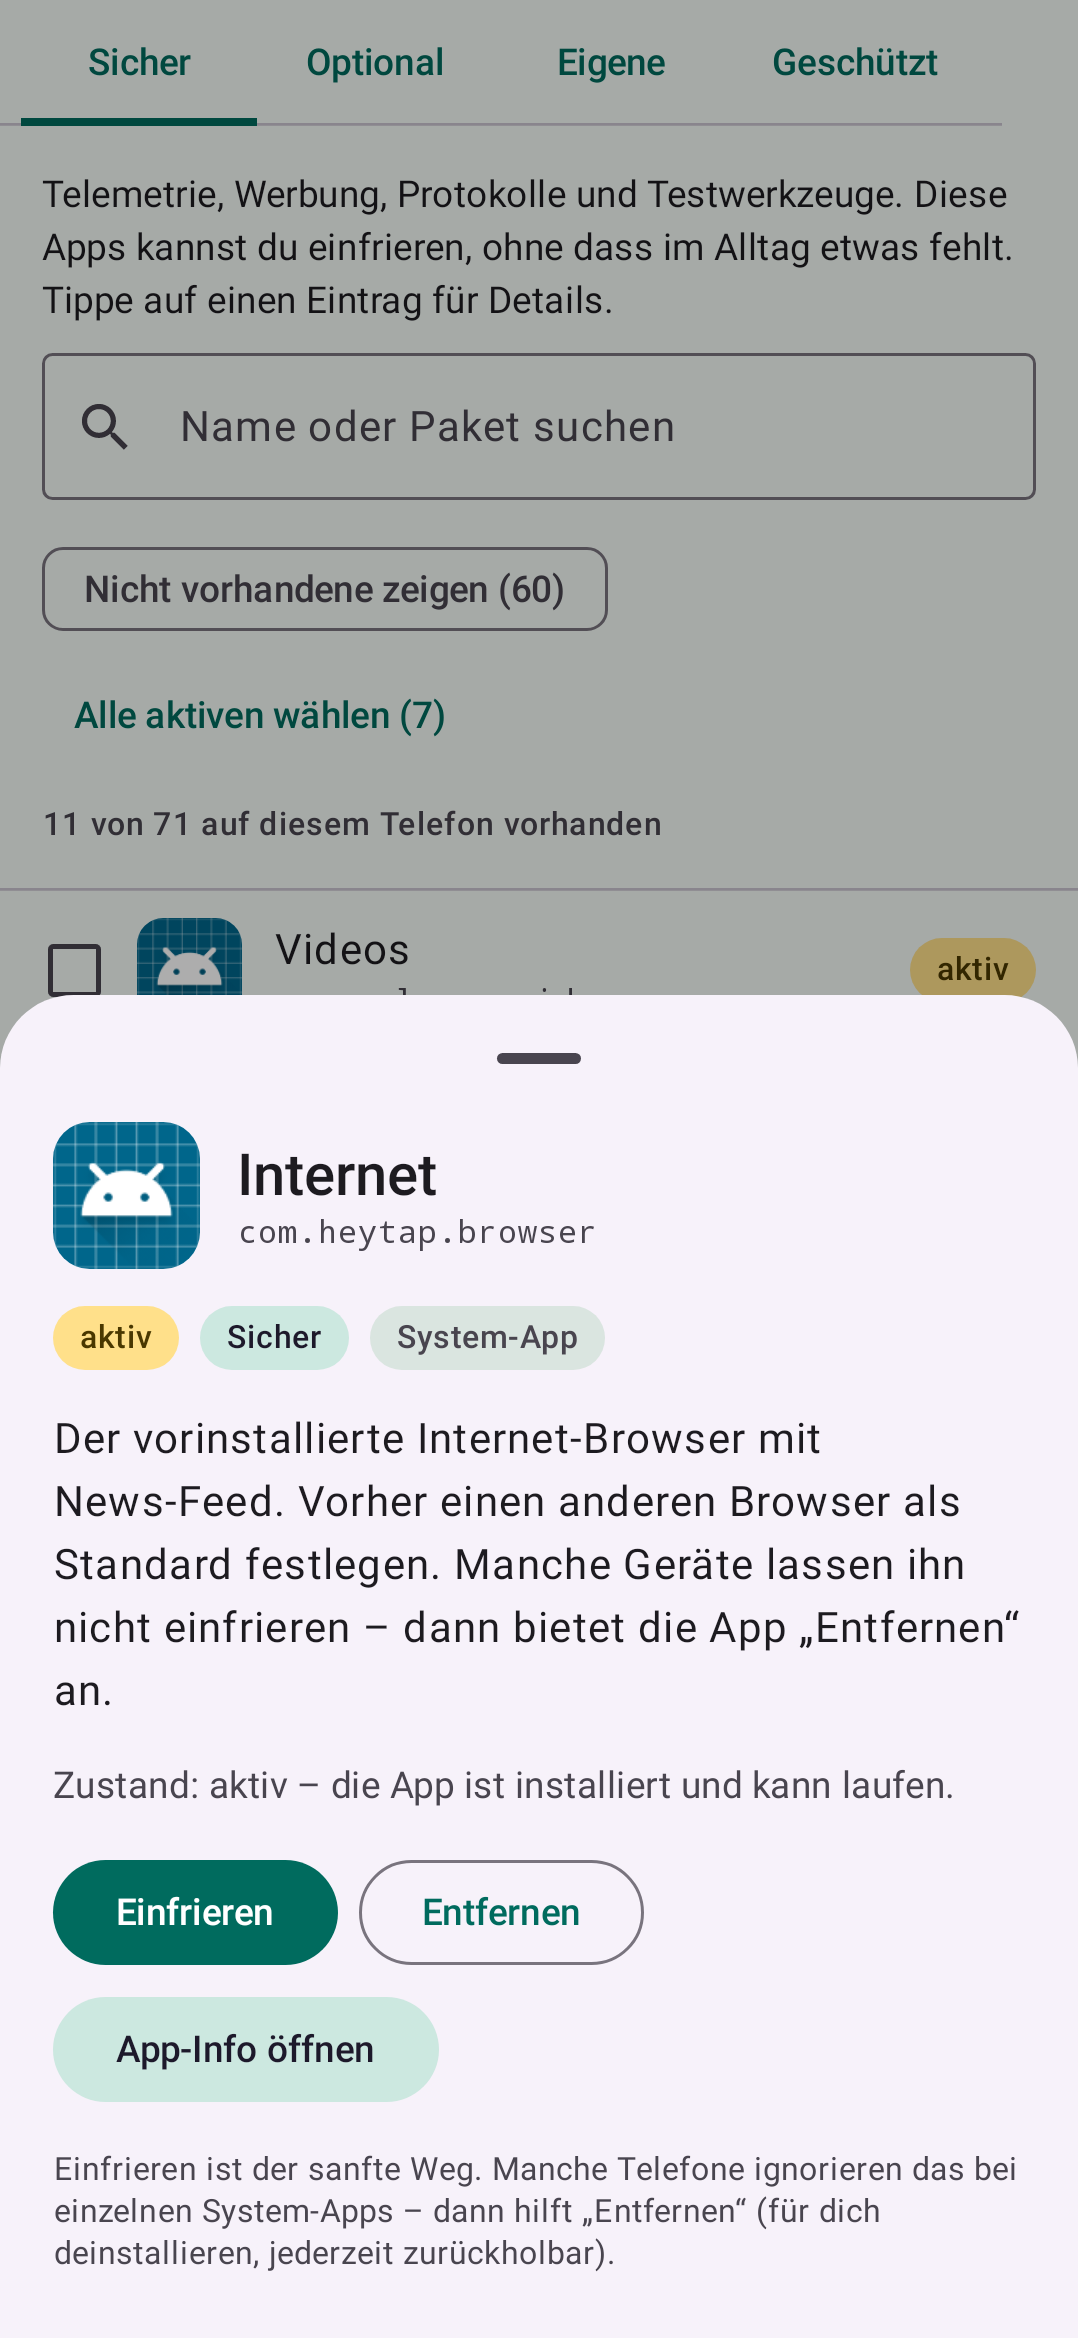 Sicher Optional Eigene Geschützt
Telemetrie, Werbung, Protokolle und Testwerkzeuge. Diese
Apps kannst du einfrieren, ohne dass im Alltag etwas fehlt.
Tippe auf einen Eintrag für Details.
Name oder Paket suchen
Nicht vorhandene zeigen (60)
Alle aktiven wählen (7)
11 von 71 auf diesem Telefon vorhanden
Videos
aktiv
Internet
com.heytap.browser
aktiv Sicher System-App
Der vorinstallierte Internet-Browser mit
News-Feed. Vorher einen anderen Browser als
Standard festlegen. Manche Geräte lassen ihn
nicht einfrieren – dann bietet die App „Entfernen“
an.
Zustand: aktiv – die App ist installiert und kann laufen.
Einfrieren Entfernen
App-Info öffnen
Einfrieren ist der sanfte Weg. Manche Telefone ignorieren das bei
einzelnen System-Apps – dann hilft „Entfernen“ (für dich
deinstallieren, jederzeit zurückholbar).